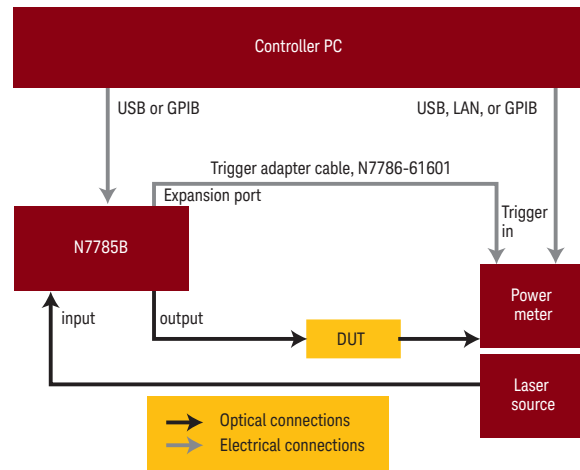 Controller PC
USB or GPIB
USB, LAN, or GPIB
Trigger adapter cable, N7786-61601
Expansion port
Trigger
in
N7785B
Power
meter
input
output
DUT
Laser
source
Optical connections
Electrical connections